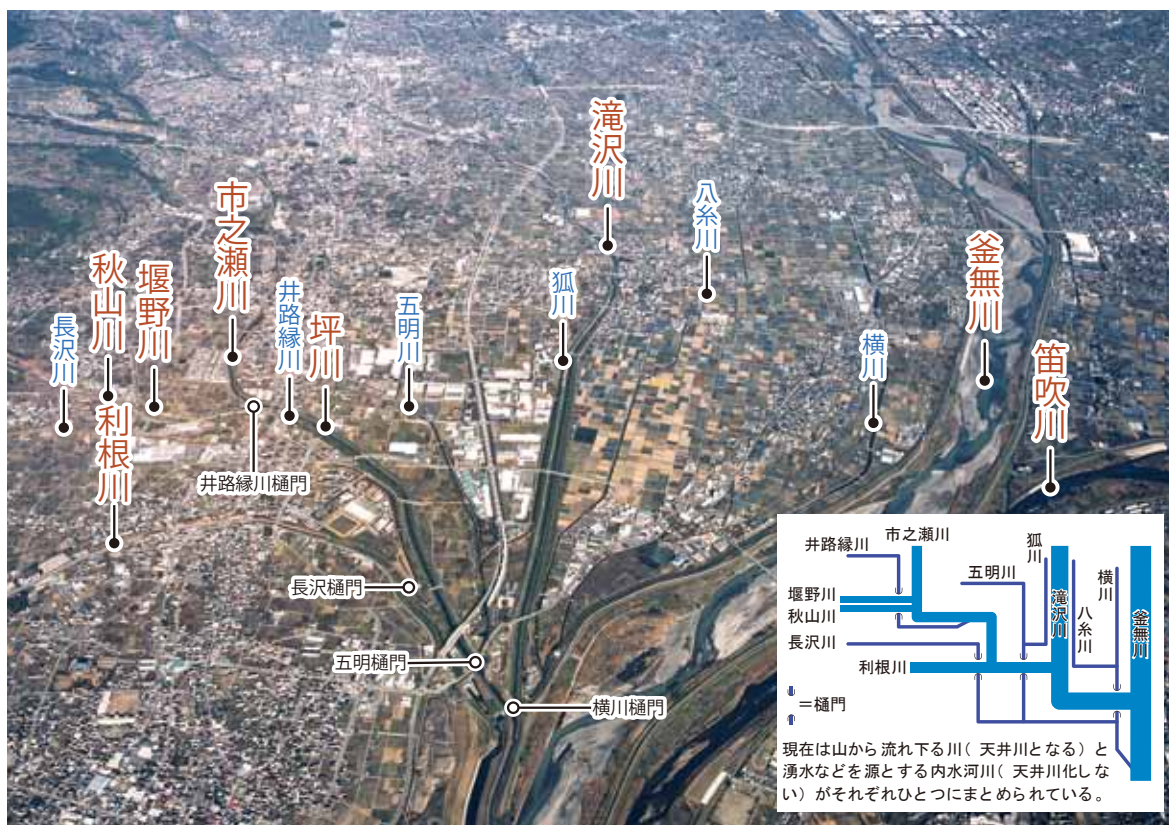 滝沢川
八糸川
市之瀬川
釜無川
狐川
秋山川
堰野川
井路縁川
坪川
五明川
長沢川
横川
笛吹川
利根川
井路縁川樋門
長沢樋門
五明樋門
横川樋門
井路縁川
市之瀬川
狐川
五明川
横川
堰野川
滝沢川
秋山川
八糸川
釜無川
長沢川
利根川
=樋門
現在は山から流れ下る川(天井川となる)と
湧水などを源とする内水河川(天井川化しな
い)がそれぞれひとつにまとめられている。